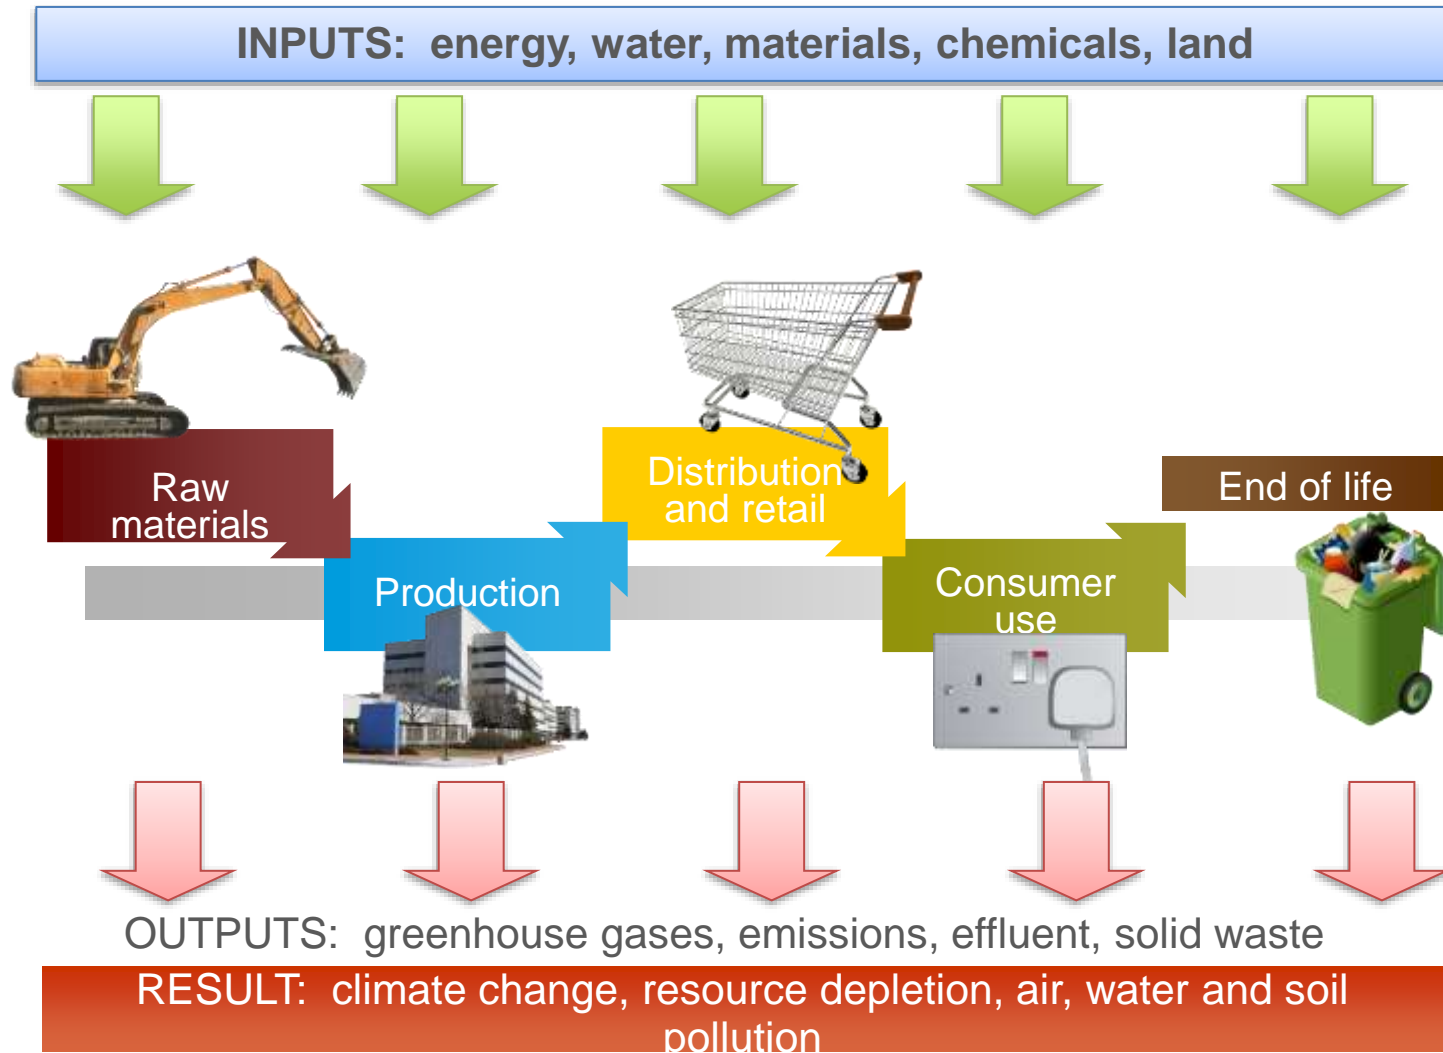 INPUTS: energy, water, materials, chemicals, land
Raw
materials
Production
Distribution
and retail
Consumer
use
End of life
OUTPUTS: greenhouse gases, emissions, effluent, solid waste
RESULT: climate change, resource depletion, air, water and soil
pollution